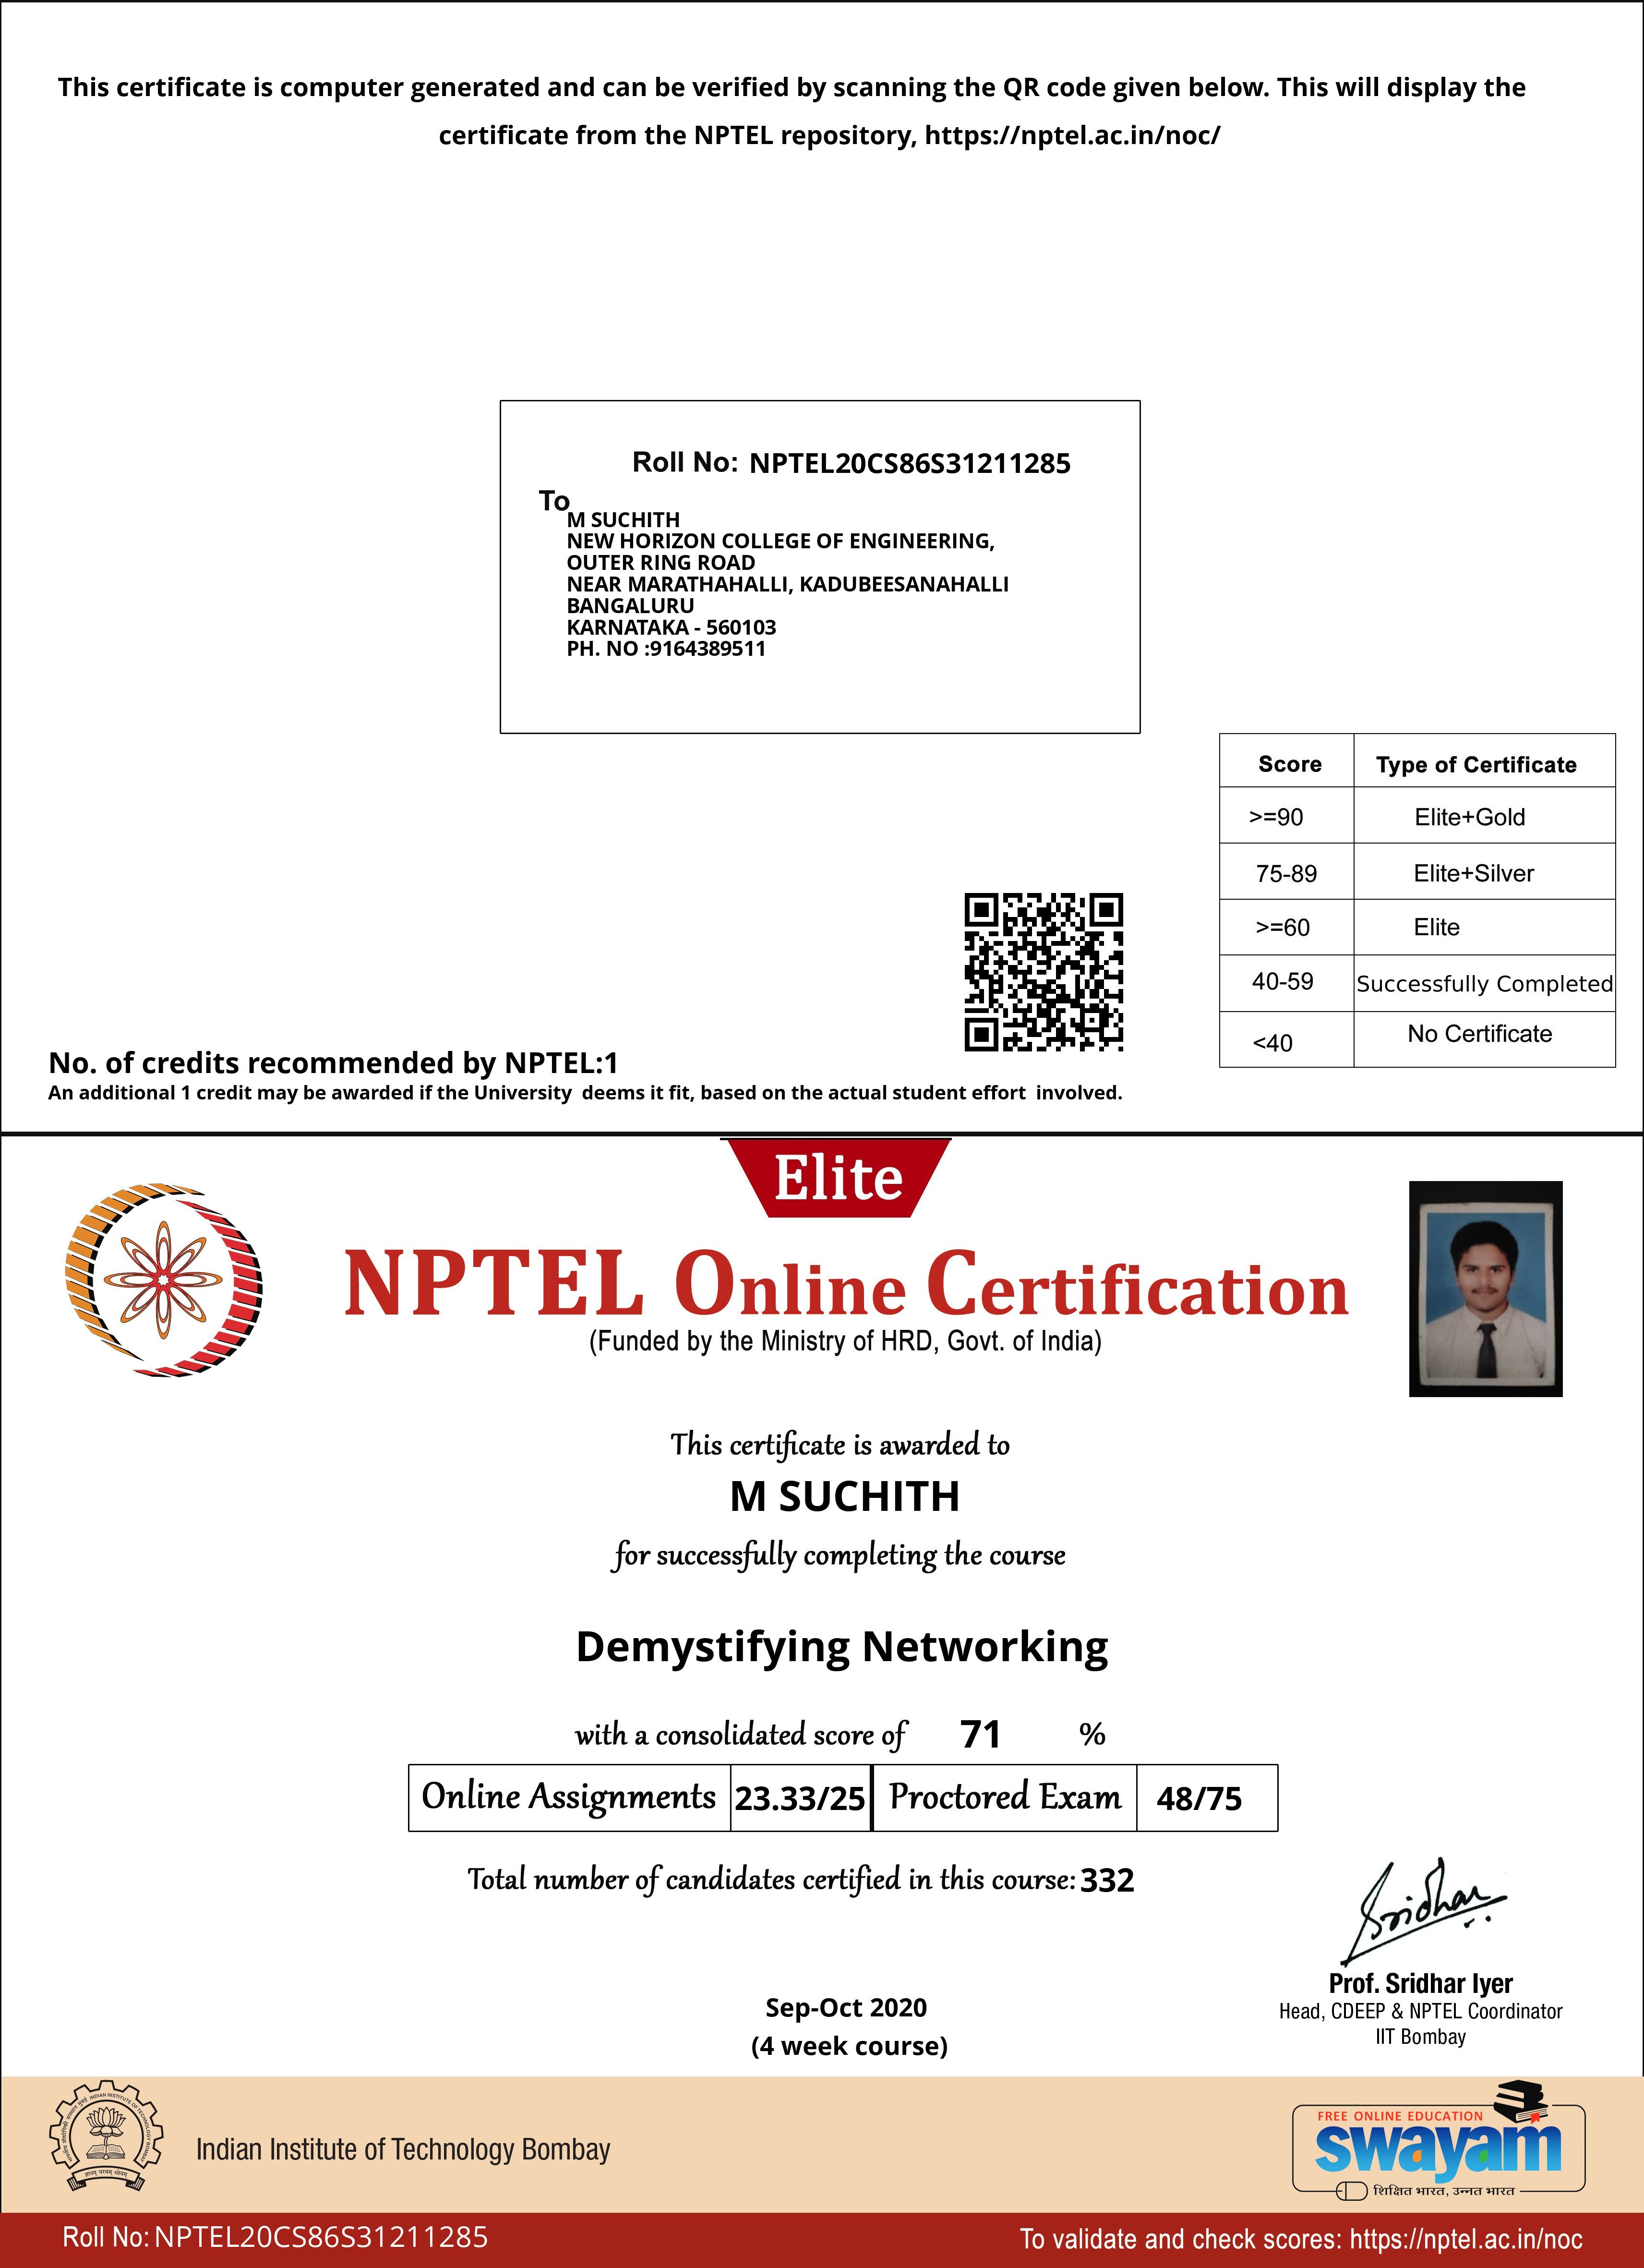 This certificate is computer generated and can be verified by scanning the QR code given below. This will display the
certificate from the NPTEL repository, https://nptel.ac.in/noc/
Roll No: NPTEL20CS86S31211285
To
M SUCHITH
NEW HORIZON COLLEGE OF ENGINEERING,
OUTER RING ROAD
NEAR MARATHAHALLI, KADUBEESANAHALLI
BANGALURU
KARNATAKA - 560103
PH. NO :9164389511
Score Type of Certificate
>=90 Elite+Gold
75-89 Elite+Silver
>=60 Elite
40-59 Successfully Completed
<40 No Certificate
No. of credits recommended by NPTEL:1
An additional 1 credit may be awarded if the University deems it fit, based on the actual student effort involved.
Elite
NPTEL Online Certification
(Funded by the Ministry of HRD, Govt. of India)
This certificate is awarded to
M SUCHITH
for successfully completing the course
Demystifying Networking
with a consolidated score of 71 %
Online Assignments 23.33/25 Proctored Exam 48/75
Total number of candidates certified in this course: 332
Sridhar
Prof. Sridhar Iyer
Head, CDEEP & NPTEL Coordinator
IIT Bombay
Sep-Oct 2020
(4 week course)
INDIAN INSTITUTE OF TECHNOLOGY BOMBAY
ज्ञानम् परमम् ध्येयम्
Indian Institute of Technology Bombay
FREE ONLINE EDUCATION
swayam
शिक्षित भारत, उन्नत भारत
Roll No: NPTEL20CS86S31211285
To validate and check scores: https://nptel.ac.in/noc